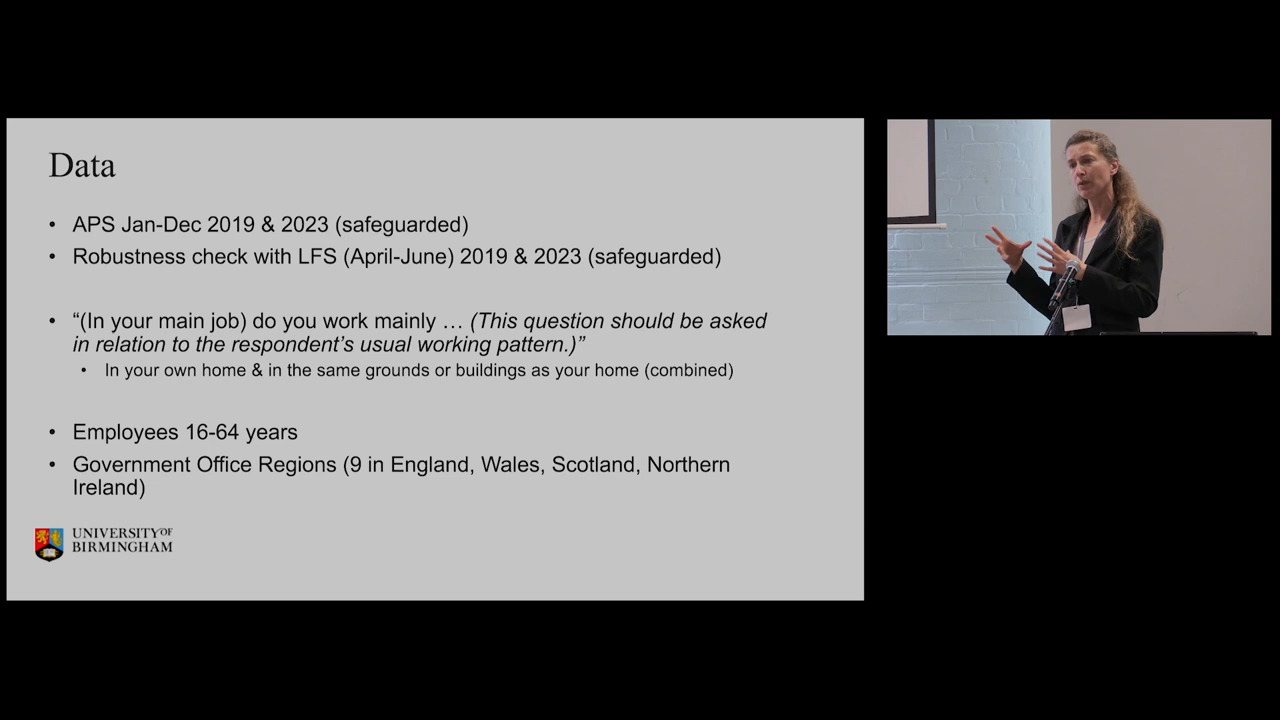 Data
• APS Jan-Dec 2019 & 2023 (safeguarded)
• Robustness check with LFS (April-June) 2019 & 2023 (safeguarded)
• “(In your main job) do you work mainly … (This question should be asked
in relation to the respondent’s usual working pattern.)”
• In your own home & in the same grounds or buildings as your home (combined)
• Employees 16-64 years
• Government Office Regions (9 in England, Wales, Scotland, Northern
Ireland)
UNIVERSITY OF
BIRMINGHAM